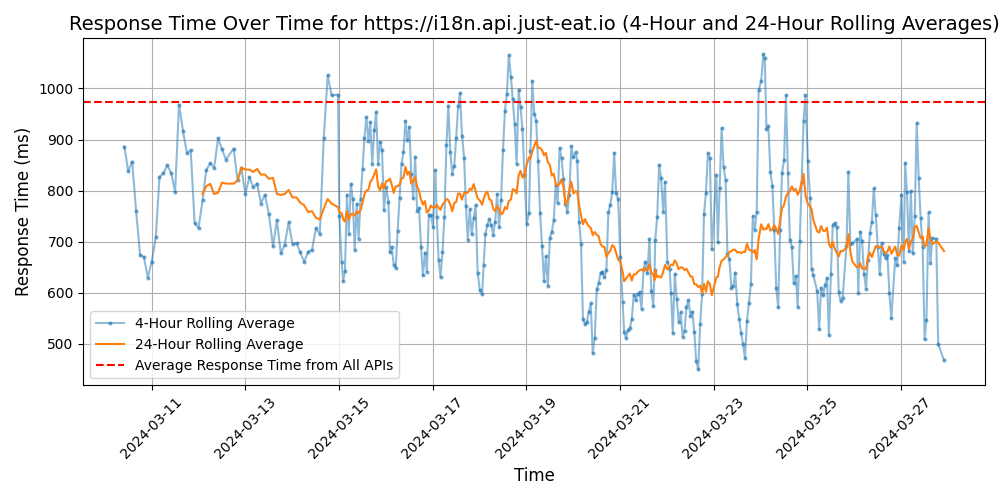 Response Time Over Time for https://i18n.api.just-eat.io (4-Hour and 24-Hour Rolling Averages)
Response Time (ms)
1000
900
800
700
600
500
4-Hour Rolling Average
24-Hour Rolling Average
Average Response Time from All APIs
2024-03-11
2024-03-13
2024-03-15
2024-03-17
2024-03-19
2024-03-21
2024-03-23
2024-03-25
2024-03-27
Time